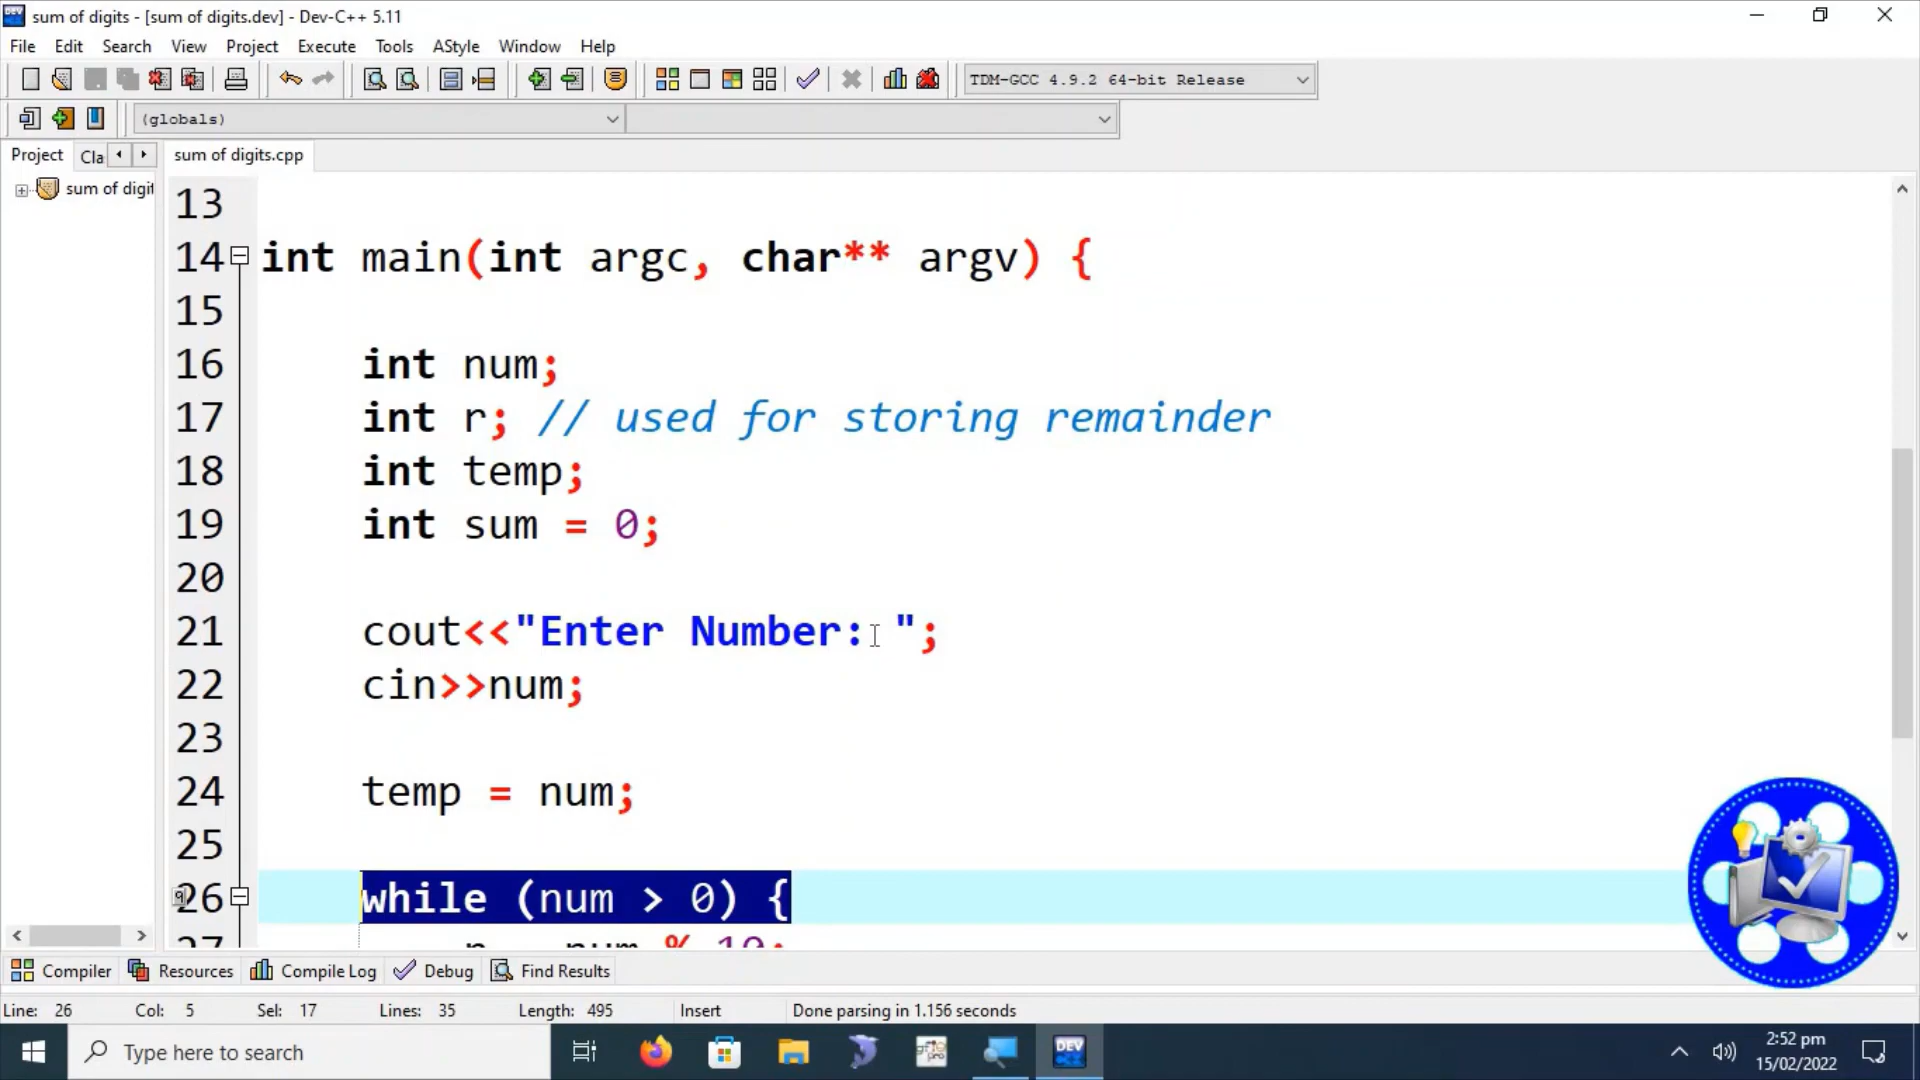 sum of digits - [sum of digits.dev] - Dev-C++ 5.11
File Edit Search View Project Execute Tools AStyle Window Help
TDM-GCC 4.9.2 64-bit Release
(globals)
Project Cla sum of digits.cpp
sum of digit
13
14 int main(int argc, char** argv) {
15
16 int num;
17 int r; // used for storing remainder
18 int temp;
19 int sum = 0;
20
21 cout<<"Enter Number: ";
22 cin>>num;
23
24 temp = num;
25
26 while (num > 0) {
27 num % 10;
Compiler Resources Compile Log Debug Find Results
Line: 26 Col: 5 Sel: 17 Lines: 35 Length: 495 Insert Done parsing in 1.156 seconds
Type here to search
DEV
2:52 pm
15/02/2022